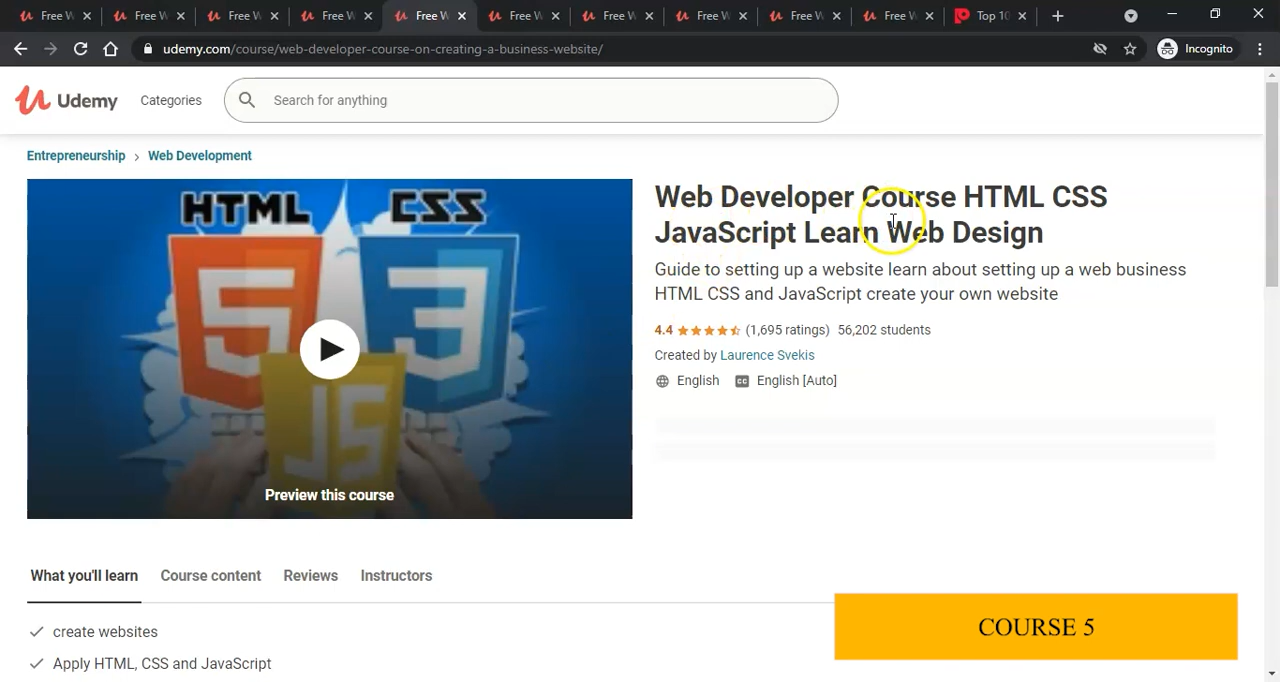 Free W
Free W
Free W
Free W
Free W
Free W
Free W
Free W
Free W
Free W
Top 10
udemy.com/course/web-developer-course-on-creating-a-business-website/
Incognito
Udemy
Categories
Search for anything
Entrepreneurship
Web Development
HTML CSS
5 3
JS
Preview this course
Web Developer Course HTML CSS
JavaScript Learn Web Design
Guide to setting up a website learn about setting up a web business
HTML CSS and JavaScript create your own website
4.4 (1,695 ratings) 56,202 students
Created by Laurence Svekis
English CC English [Auto]
What you'll learn Course content Reviews Instructors
create websites
Apply HTML, CSS and JavaScript
COURSE 5